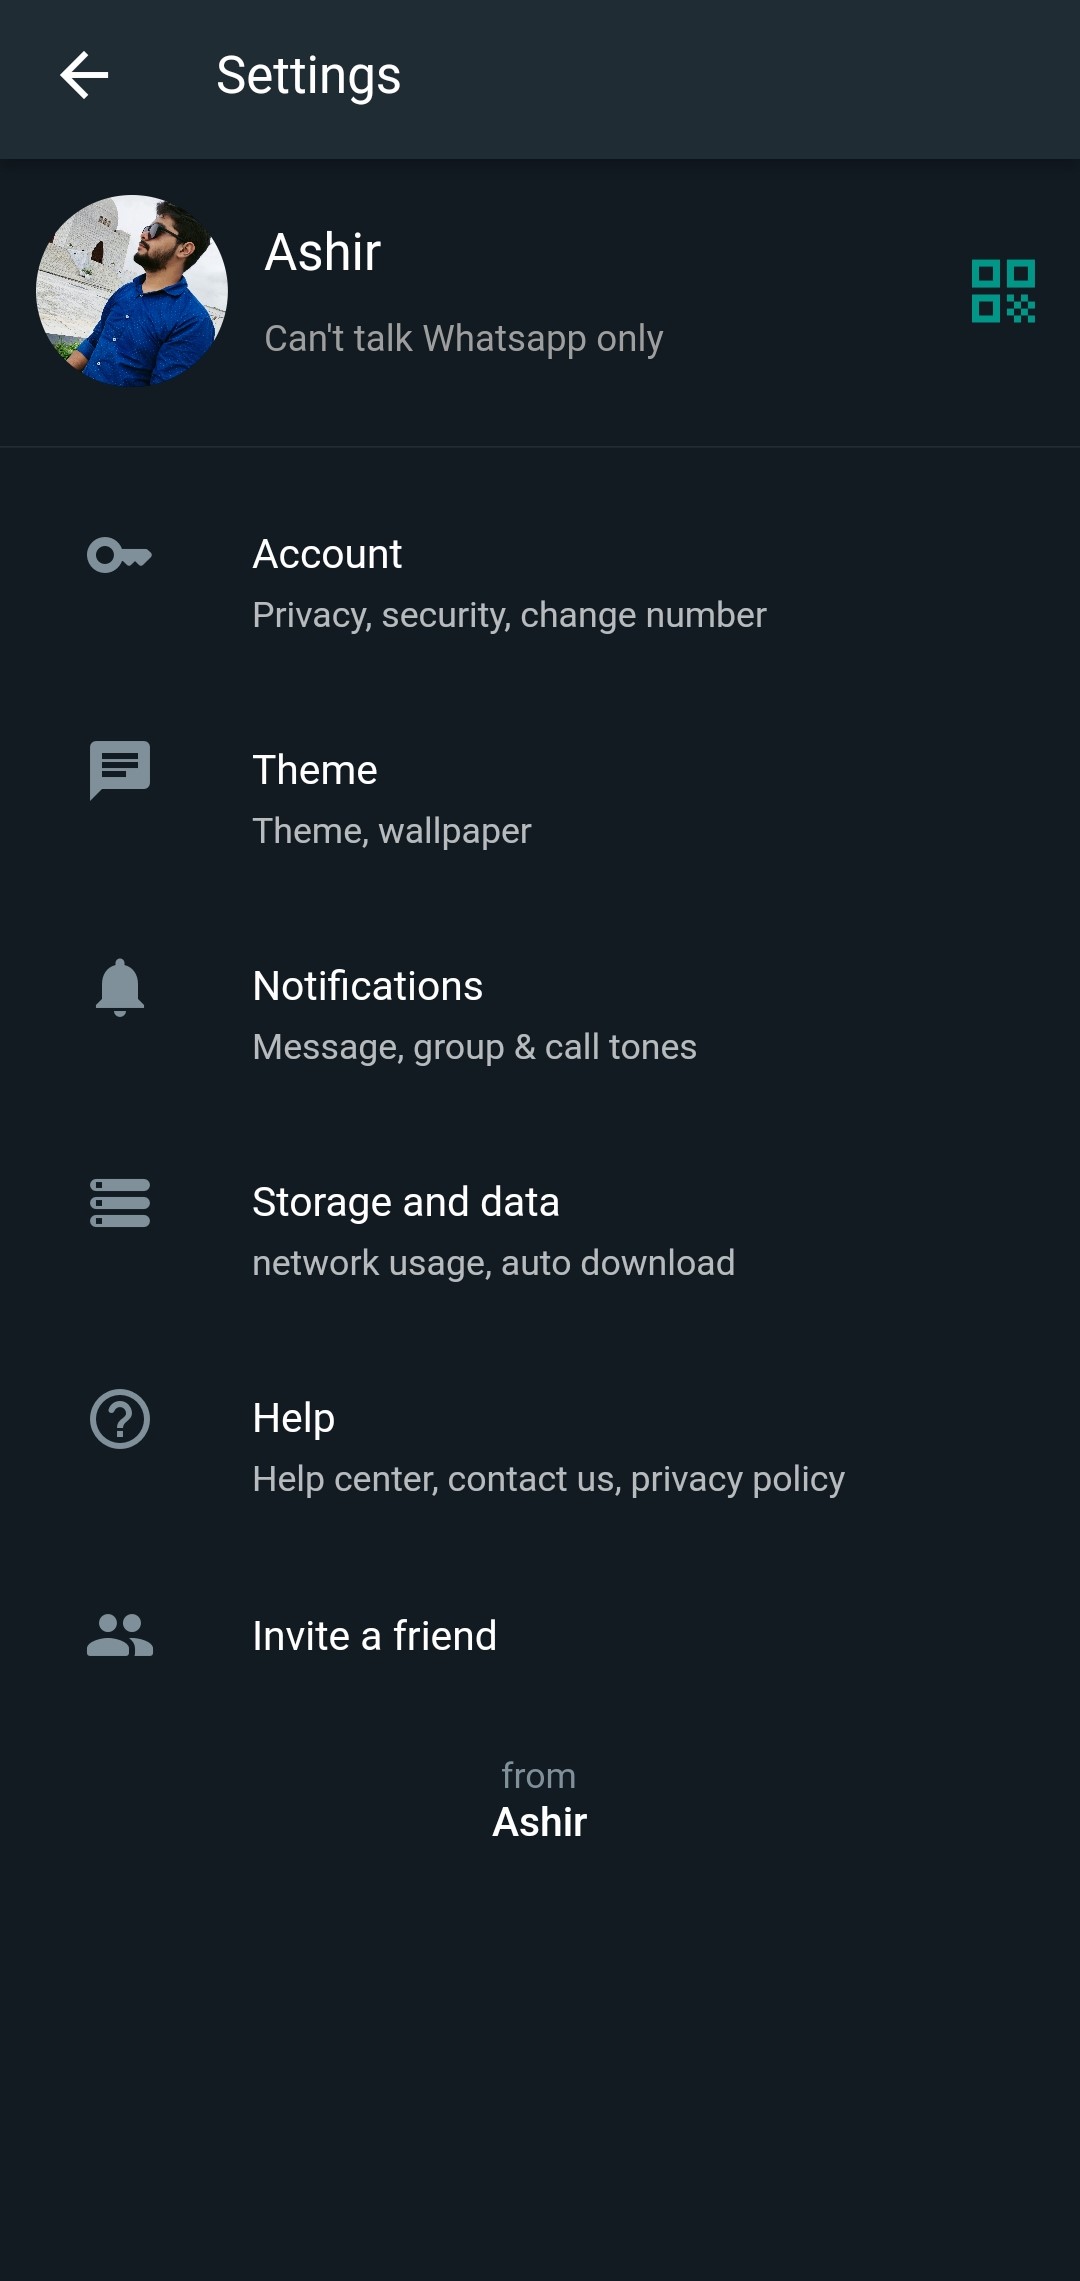 Settings
Ashir
Can't talk Whatsapp only
Account
Privacy, security, change number
Theme
Theme, wallpaper
Notifications
Message, group & call tones
Storage and data
network usage, auto download
Help
Help center, contact us, privacy policy
Invite a friend
from
Ashir